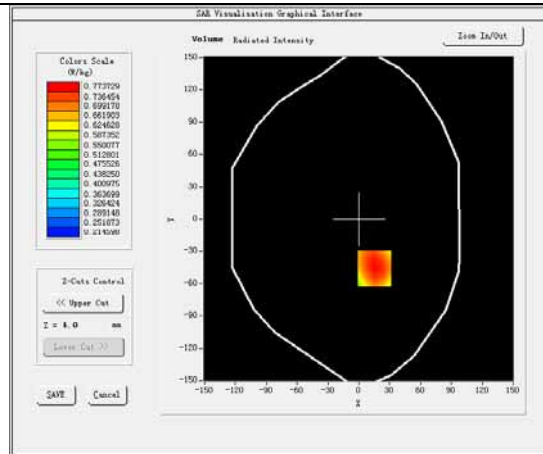 SAR Visualisation Graphical Interface
Volume Radiated Intensity
Zoom In/Out
Colors Scale
(W/kg)
0.773729
0.736454
0.699178
0.661903
0.624628
0.587352
0.550077
0.512801
0.475526
0.438250
0.400975
0.363699
0.326424
0.289148
0.251873
0.214598
Z-Cuts Control
<< Upper Cut
Z = 4.0 mm
Lower Cut >>
SAVE
Cancel
150
120
90
60
30
0
-30
-60
-90
-120
-150
Y
-150 -120 -90 -60 -30 0 30 60 90 120 150
X